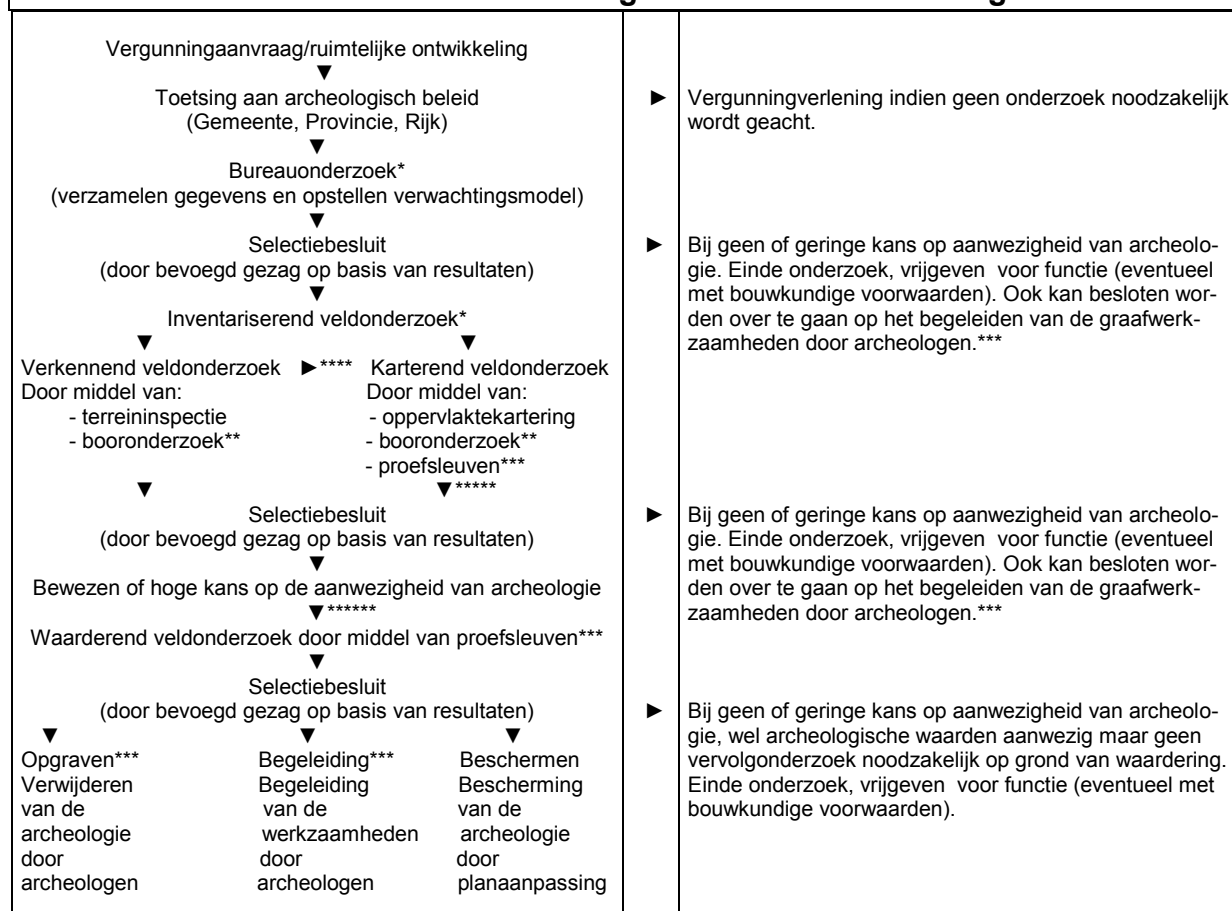 Vergunningaanvraag/ruimtelijke ontwikkeling
▼
Toetsing aan archeologisch beleid
(Gemeente, Provincie, Rijk)
▼
► Vergunningverlening indien geen onderzoek noodzakelijk
wordt geacht.
Bureauonderzoek*
(verzamelen gegevens en opstellen verwachtingsmodel)
▼
Selectiebesluit
(door bevoegd gezag op basis van resultaten)
▼
► Bij geen of geringe kans op aanwezigheid van archeolo-
gie. Einde onderzoek, vrijgeven voor functie (eventueel
met bouwkundige voorwaarden). Ook kan besloten wor-
den over te gaan op het begeleiden van de graafwerk-
zaamheden door archeologen.***
Inventariserend veldonderzoek*
▼ ▼
Verkennend veldonderzoek ►**** Karterend veldonderzoek
Door middel van: Door middel van:
- terreininspectie - oppervlaktekartering
- booronderzoek** - booronderzoek**
- proefsleuven***
▼ ▼*****
Selectiebesluit
(door bevoegd gezag op basis van resultaten)
▼
► Bij geen of geringe kans op aanwezigheid van archeolo-
gie. Einde onderzoek, vrijgeven voor functie (eventueel
met bouwkundige voorwaarden). Ook kan besloten wor-
den over te gaan op het begeleiden van de graafwerk-
zaamheden door archeologen.***
Bewezen of hoge kans op de aanwezigheid van archeologie
▼******
Waarderend veldonderzoek door middel van proefsleuven***
▼
Selectiebesluit
(door bevoegd gezag op basis van resultaten)
► Bij geen of geringe kans op aanwezigheid van archeolo-
gie, wel archeologische waarden aanwezig maar geen
vervolgonderzoek noodzakelijk op grond van waardering.
Einde onderzoek, vrijgeven voor functie (eventueel met
bouwkundige voorwaarden).
▼ ▼ ▼
Opgraven*** Begeleiding*** Beschermen
Verwijderen Begeleiding Bescherming
van de van de van de
archeologie werkzaamheden archeologie
door door door
archeologen archeologen planaanpassing